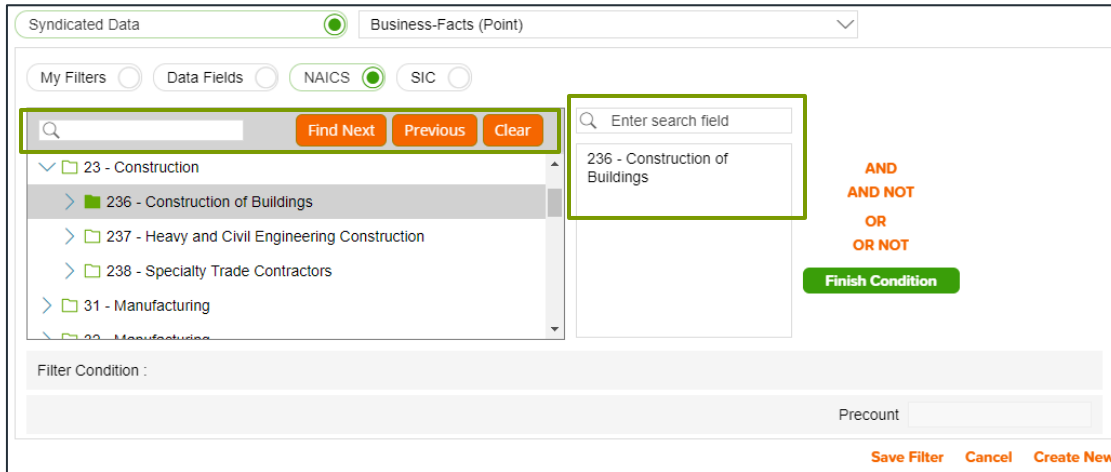 Syndicated Data
Business-Facts (Point)
My Filters
Data Fields
NAICS
SIC
Find Next
Previous
Clear
Enter search field
23 - Construction
236 - Construction of Buildings
237 - Heavy and Civil Engineering Construction
238 - Specialty Trade Contractors
31 - Manufacturing
32 - Manufacturing
236 - Construction of
Buildings
AND
AND NOT
OR
OR NOT
Finish Condition
Filter Condition :
Precount
Save Filter
Cancel
Create New